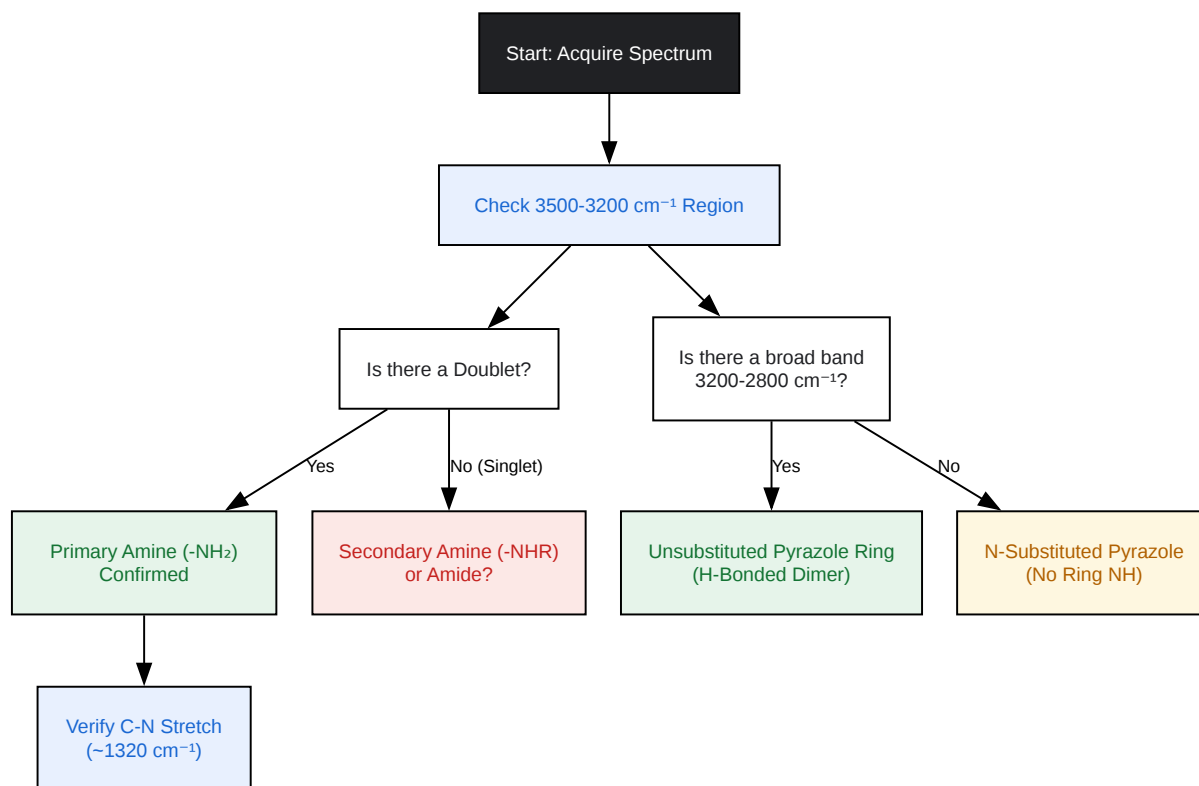 Start: Acquire Spectrum
Check 3500-3200 cm⁻¹ Region
Is there a Doublet?
Is there a broad band
3200-2800 cm⁻¹?
Yes
No (Singlet)
Yes
No
Primary Amine (-NH₂)
Confirmed
Secondary Amine (-NHR)
or Amide?
Unsubstituted Pyrazole Ring
(H-Bonded Dimer)
N-Substituted Pyrazole
(No Ring NH)
Verify C-N Stretch
(~1320 cm⁻¹)